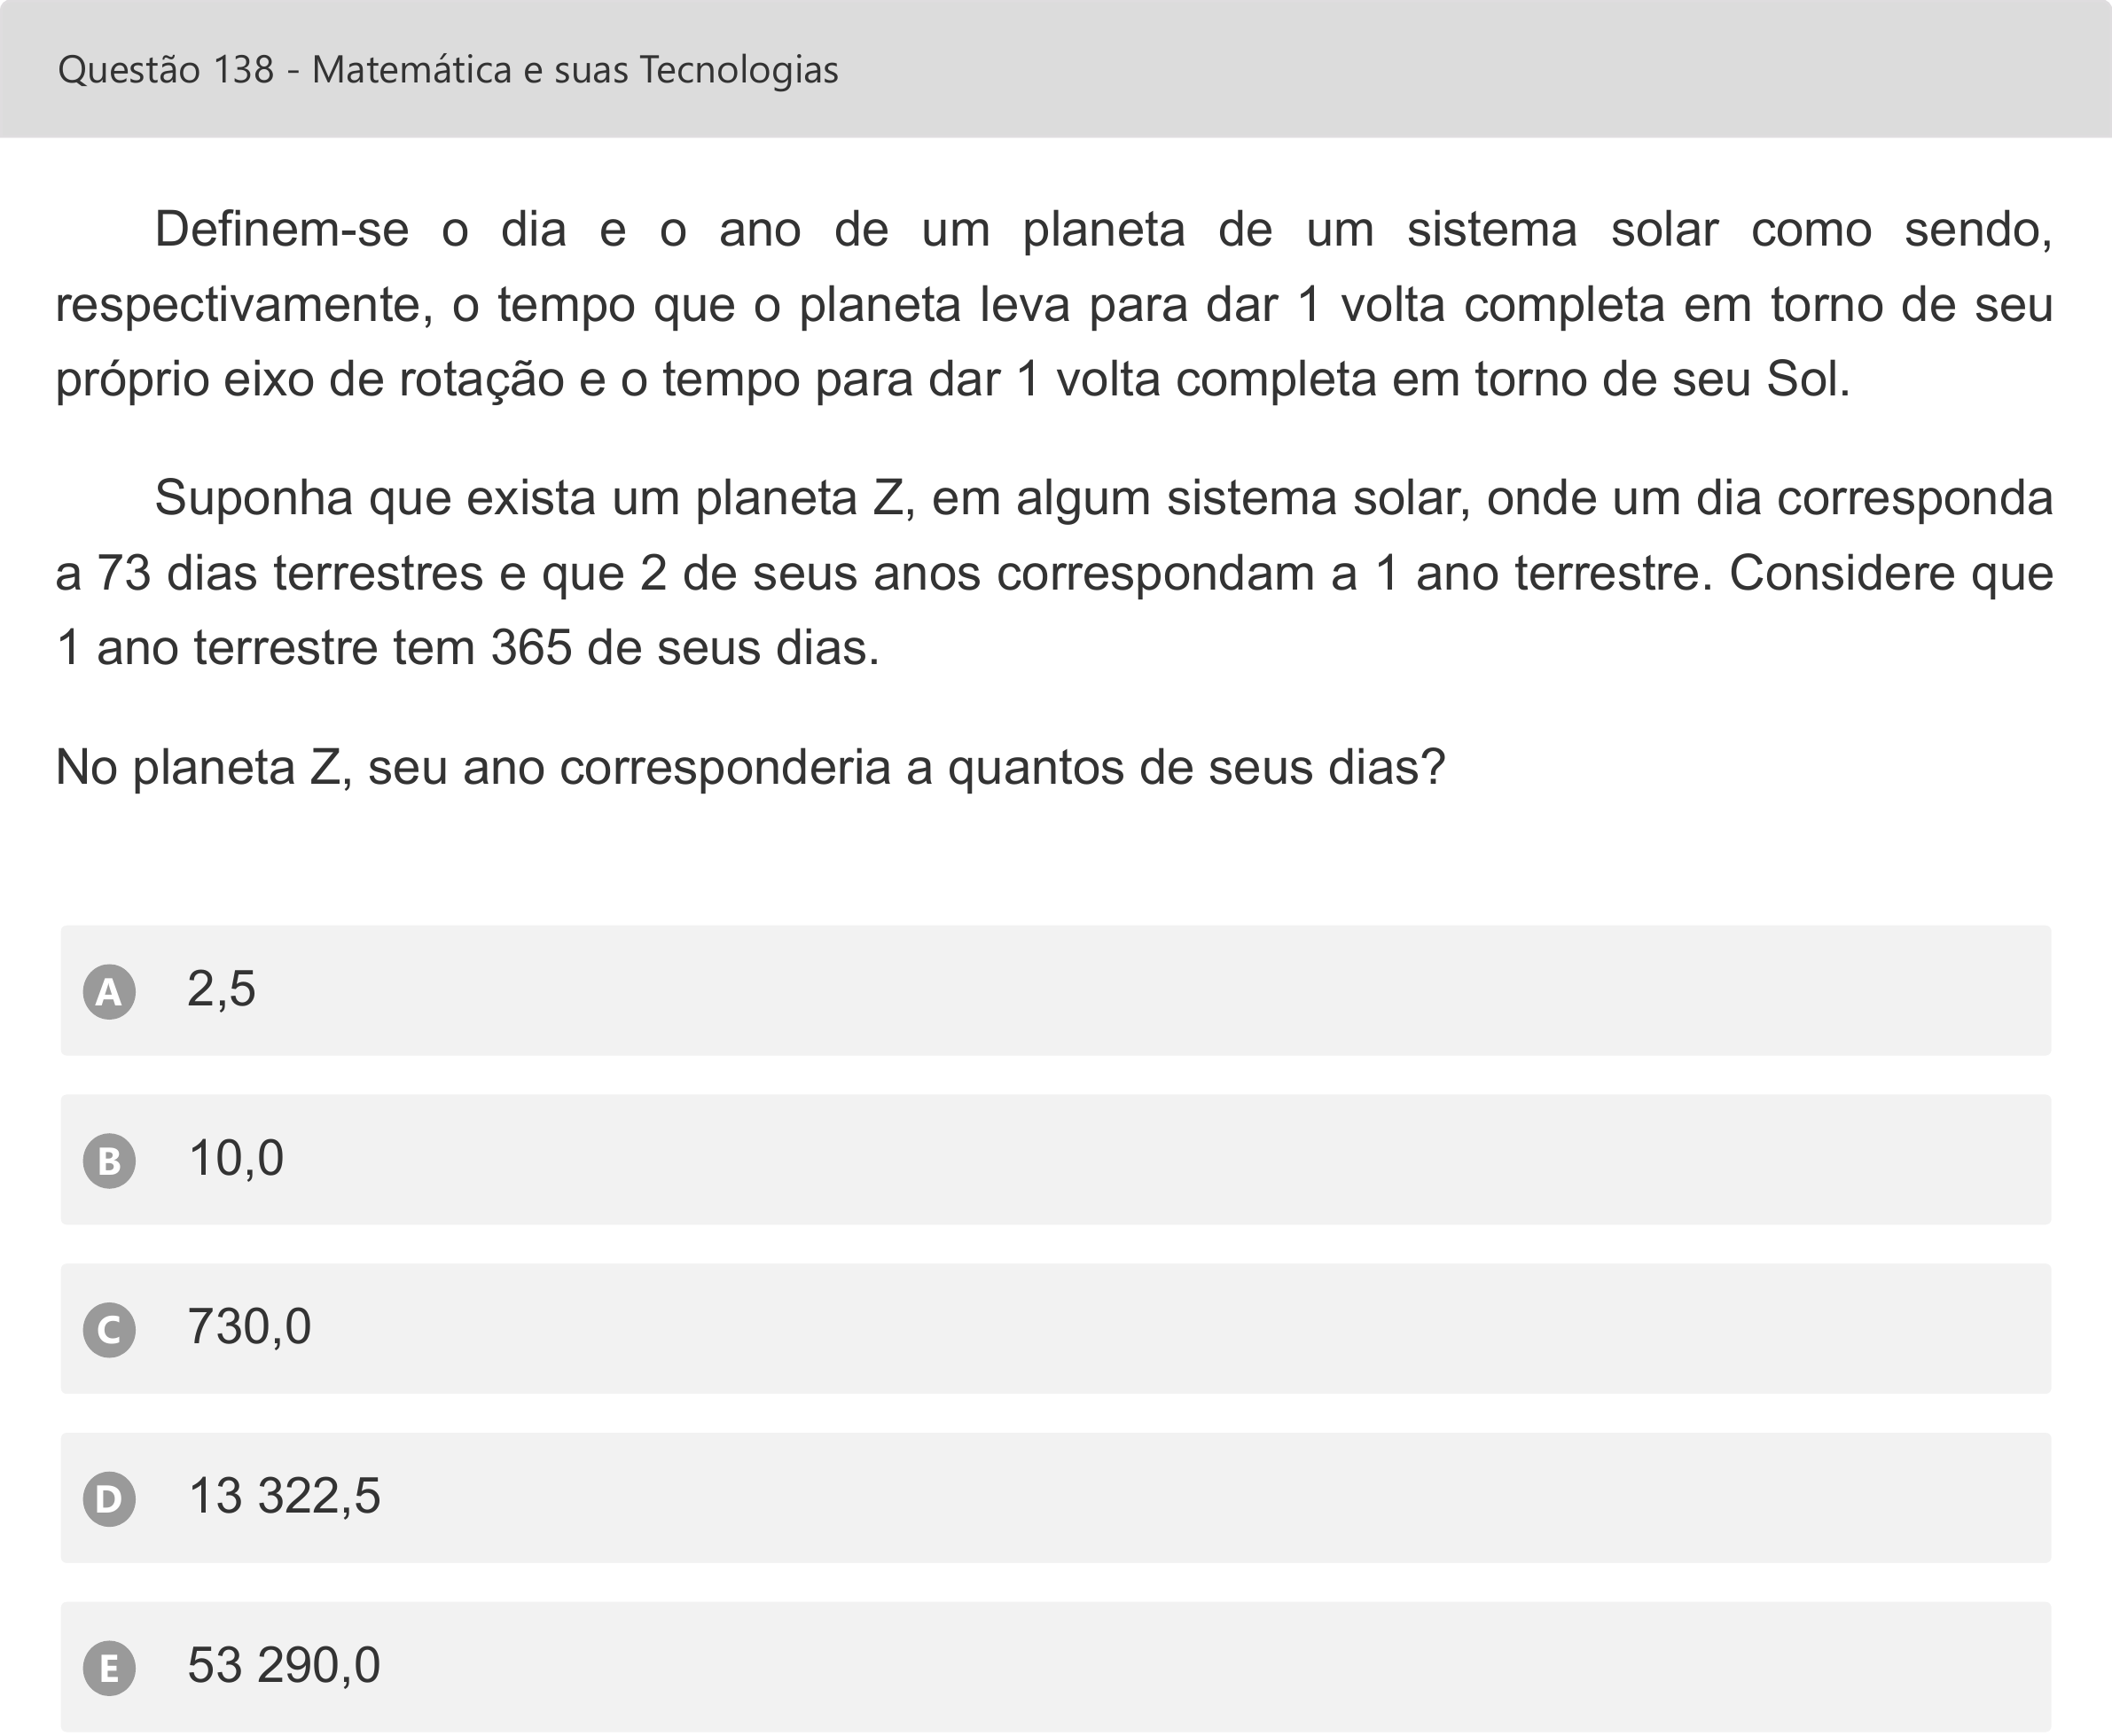 Questão 138 - Matemática e suas Tecnologias
Definem-se o dia e o ano de um planeta de um sistema solar como sendo,
respectivamente, o tempo que o planeta leva para dar 1 volta completa em torno de seu
próprio eixo de rotação e o tempo para dar 1 volta completa em torno de seu Sol.
Suponha que exista um planeta Z, em algum sistema solar, onde um dia corresponda
a 73 dias terrestres e que 2 de seus anos correspondam a 1 ano terrestre. Considere que
1 ano terrestre tem 365 de seus dias.
No planeta Z, seu ano corresponderia a quantos de seus dias?
A 2,5
B 10,0
C 730,0
D 13 322,5
E 53 290,0